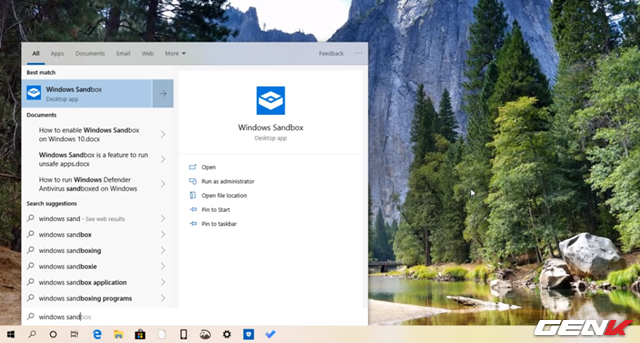 All Apps Documents Email Web More Feedback ...
Best match
Windows Sandbox
Desktop app
Documents
How to enable Windows Sandbox
on Windows 10.docx
Windows Sandbox is a feature to run
unsafe apps.docx
How to run Windows Defender
Antivirus sandboxed on Windows
Search suggestions
windows sand - See web results
windows sandbox
windows sandboxing
windows sandboxie
windows sandbox application
windows sandboxing programs
windows sandbox
Windows Sandbox
Desktop app
Open
Run as administrator
Open file location
Pin to Start
Pin to taskbar
GENK